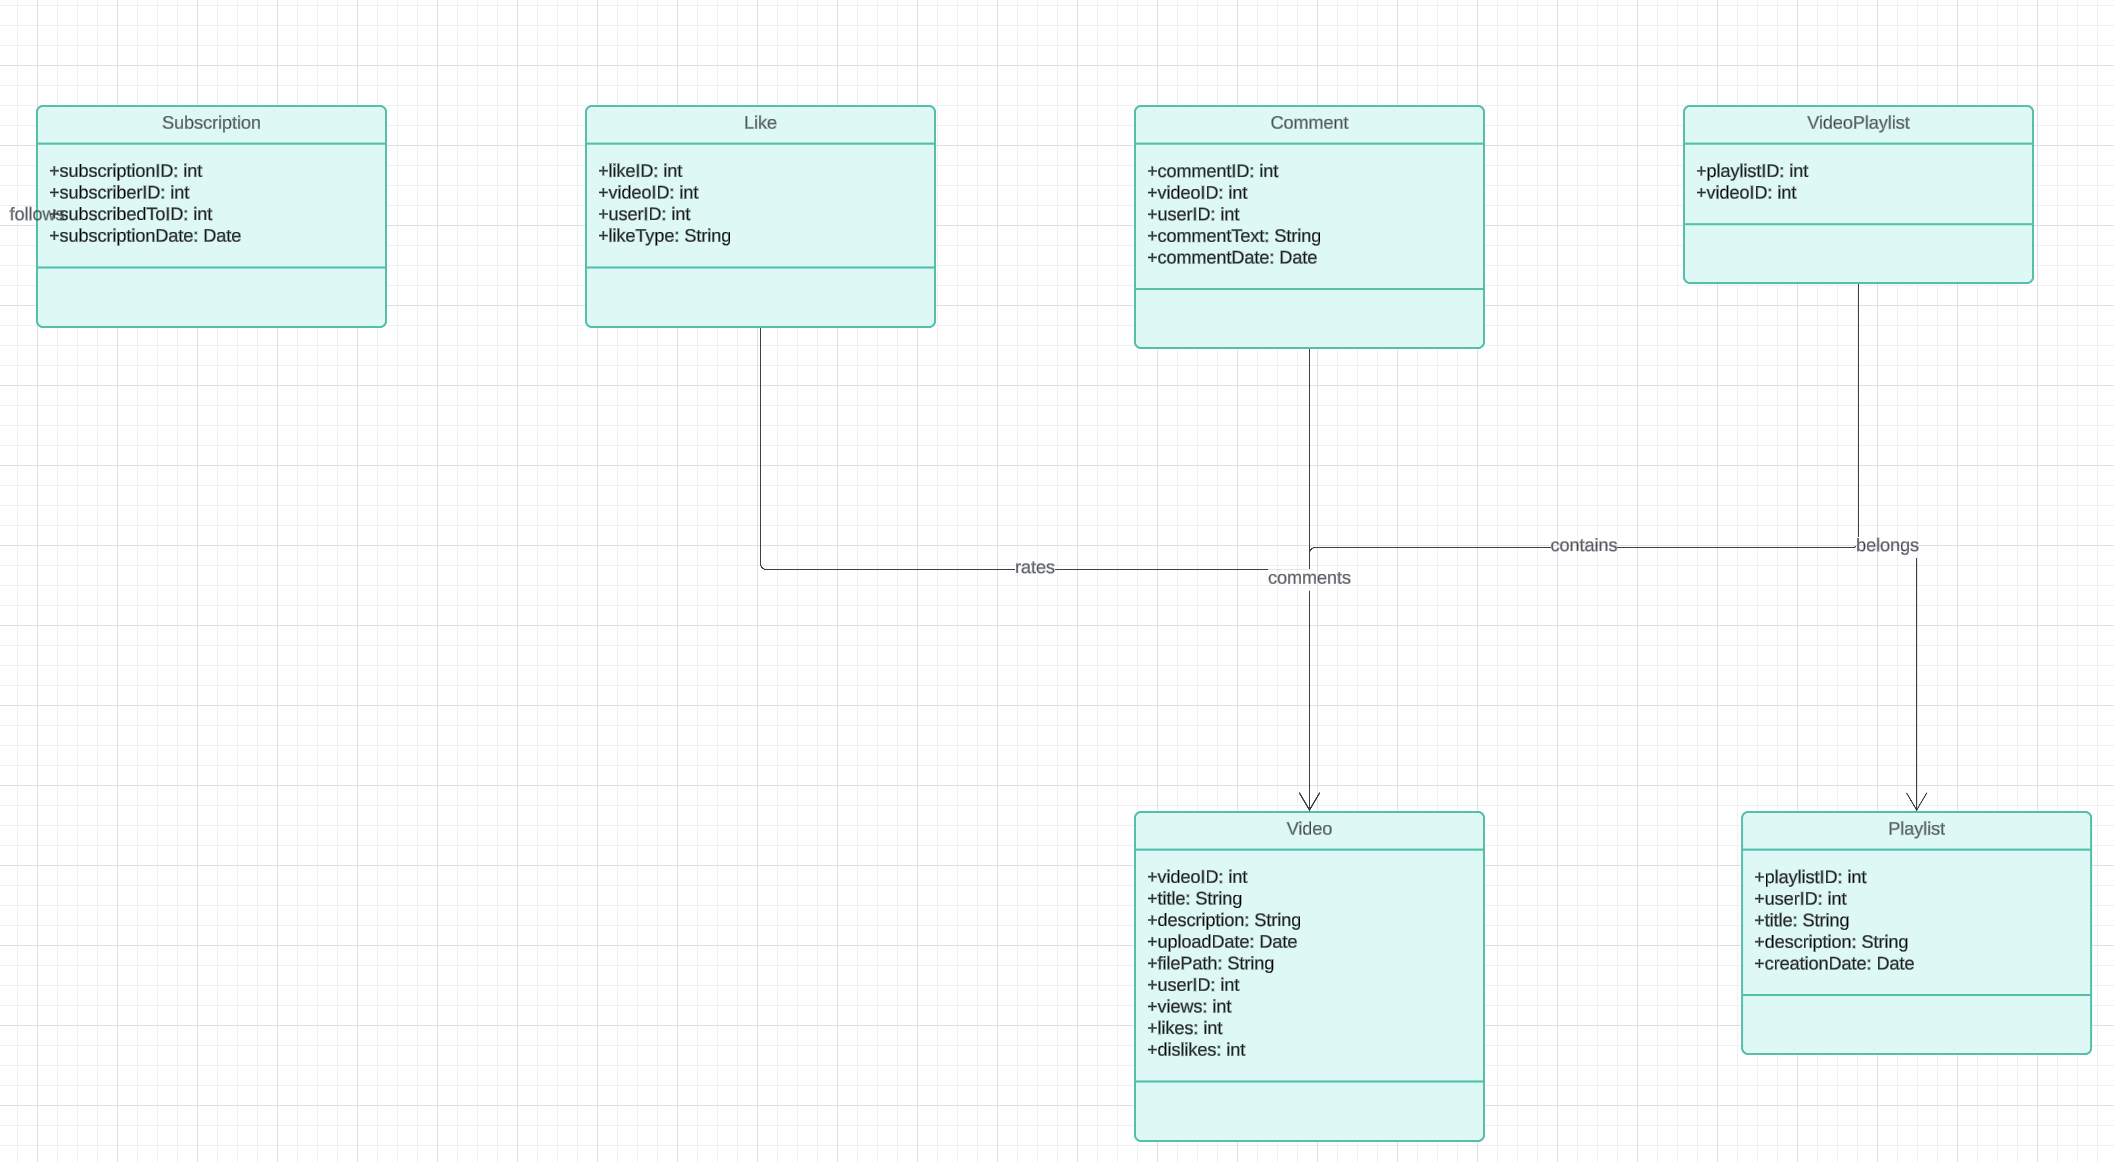 Subscription
+subscriptionID: int
+subscriberID: int
follows
+subscribedToID: int
+subscriptionDate: Date
Like
+likeID: int
+videoID: int
+userID: int
+likeType: String
Comment
+commentID: int
+videoID: int
+userID: int
+commentText: String
+commentDate: Date
VideoPlaylist
+playlistID: int
+videoID: int
contains
belongs
rates
comments
Video
+videoID: int
+title: String
+description: String
+uploadDate: Date
+filePath: String
+userID: int
+views: int
+likes: int
+dislikes: int
Playlist
+playlistID: int
+userID: int
+title: String
+description: String
+creationDate: Date